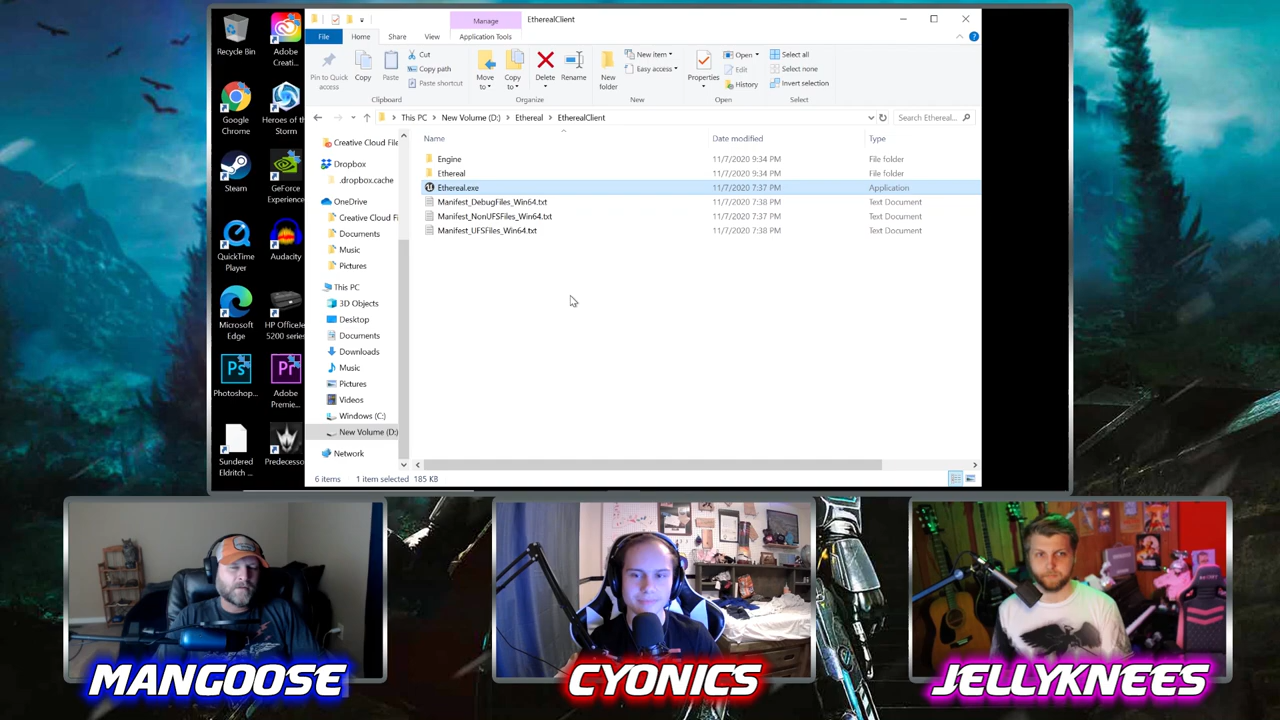 Manage
EtherealClient
File
Home
Share
View
Application Tools
Pin to Quick
access
Copy
Paste
Cut
Copy path
Paste shortcut
Clipboard
Move
to
Copy
to
Delete
Rename
Organize
New
folder
New item
Easy access
New
Properties
Open
Edit
History
Open
Select all
Select none
Invert selection
Select
This PC
New Volume (D:)
Ethereal
EtherealClient
Search Ethereal...
Name
Date modified
Type
Engine
11/7/2020 9:34 PM
File folder
Ethereal
11/7/2020 9:34 PM
File folder
Ethereal.exe
11/7/2020 7:37 PM
Application
Manifest_DebugFiles_Win64.txt
11/7/2020 7:38 PM
Text Document
Manifest_NonUFSFiles_Win64.txt
11/7/2020 7:37 PM
Text Document
Manifest_UFSFiles_Win64.txt
11/7/2020 7:38 PM
Text Document
Creative Cloud File
Dropbox
.dropbox.cache
OneDrive
Creative Cloud Fi
Documents
Music
Pictures
This PC
3D Objects
Desktop
Documents
Downloads
Music
Pictures
Videos
Windows (C:)
New Volume (D:)
Network
6 items
1 item selected
185 KB
Recycle Bin
Adobe
Creati...
Google
Chrome
Heroes of the
Storm
Steam
GeForce
Experience
QuickTime
Player
Audacity
Microsoft
Edge
HP OfficeJe
5200 series
Ps
Photoshop...
Pr
Adobe
Premie...
Sundered
Eldritch ...
Predecesso
MANGOOSE
CYONICS
JELLYKNEES